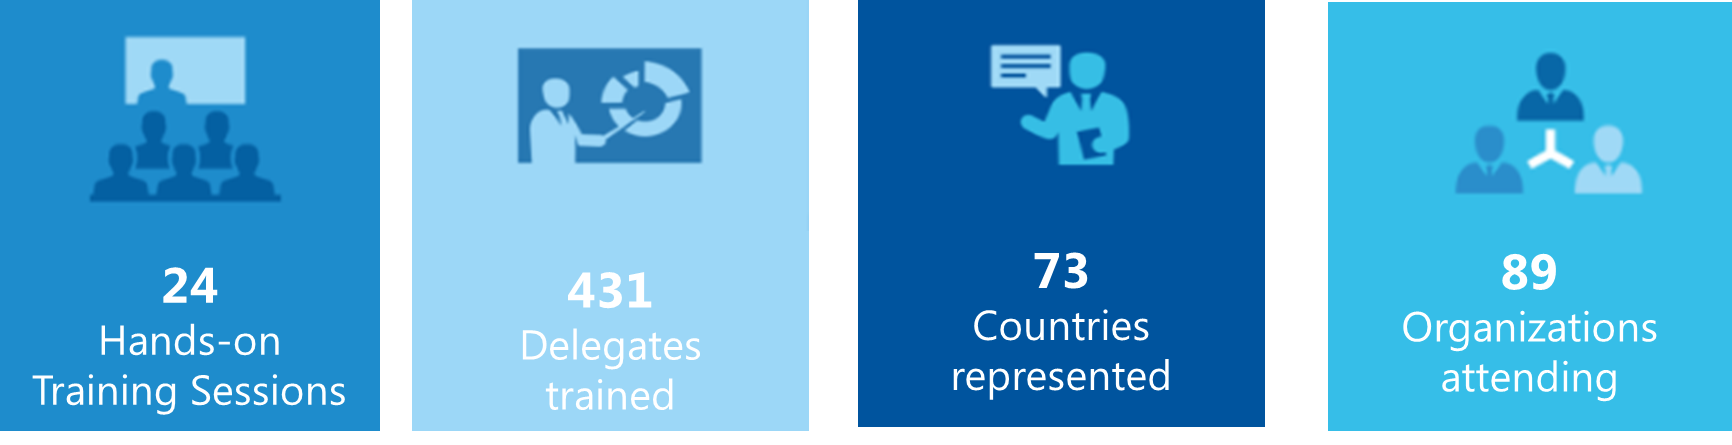 24
Hands-on
Training Sessions
431
Delegates
trained
73
Countries
represented
89
Organizations
attending